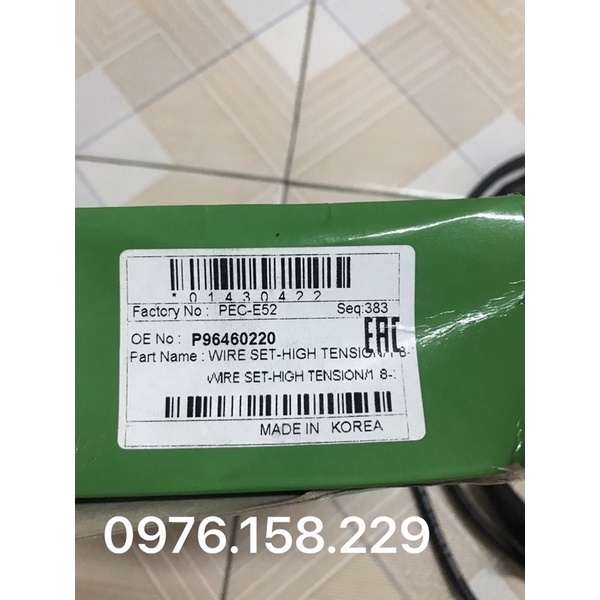 *01430422
Factory No : PEC-E52 Seq:383
OE No : P96460220
Part Name : WIRE SET-HIGH TENSION/1 8-
WIRE SET-HIGH TENSION/1 8-
EAC
MADE IN KOREA
0976.158.229